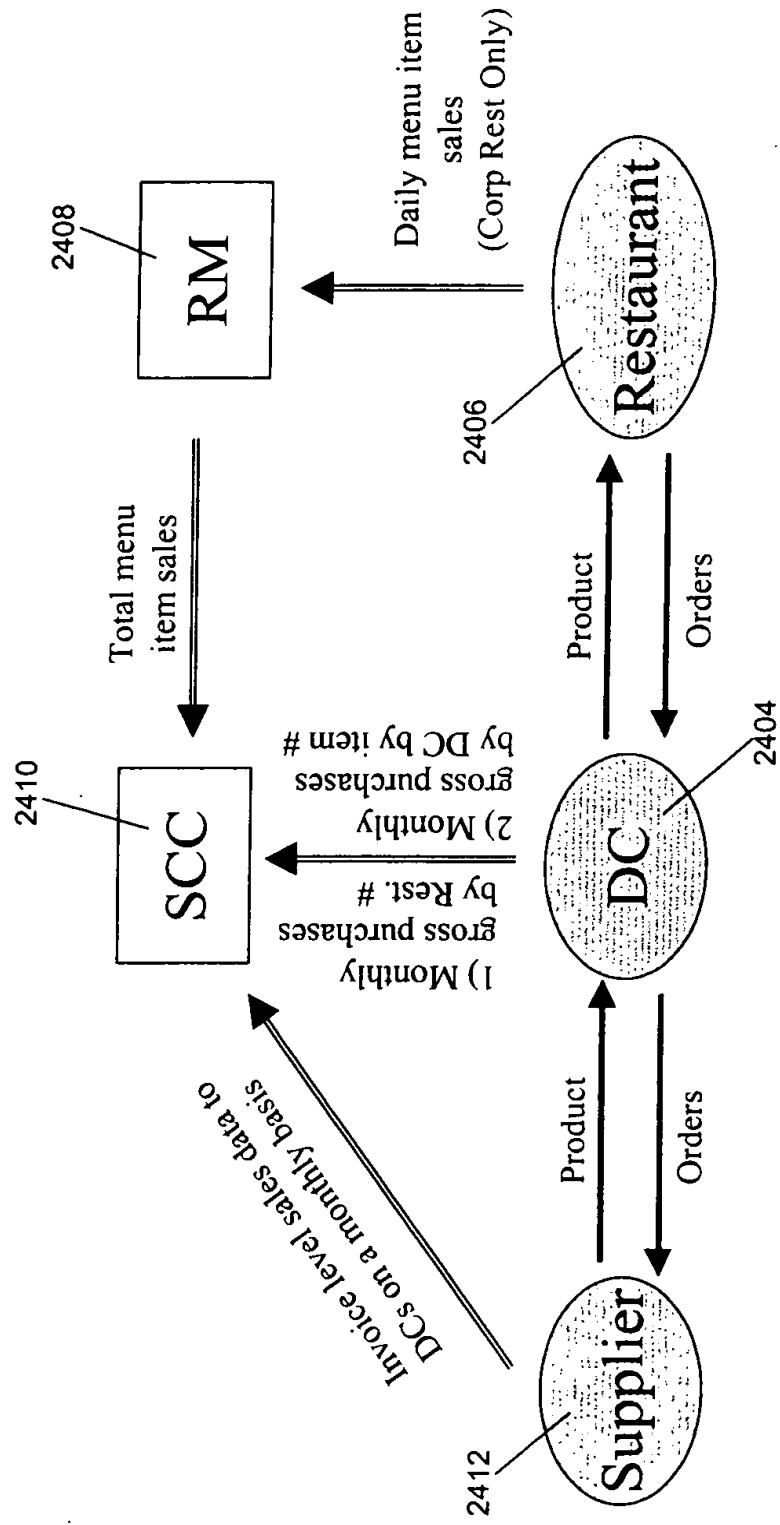 2410
SCC
Total menu
item sales
2408
RM
Invoice level sales data to
DCs on a monthly basis
1) Monthly
gross purchases
by Rest. #
2) Monthly
gross purchases
by DC by item #
Daily menu item
sales
(Corp Rest Only)
2412
Supplier
Product
Orders
DC
2404
Product
Orders
2406
Restaurant